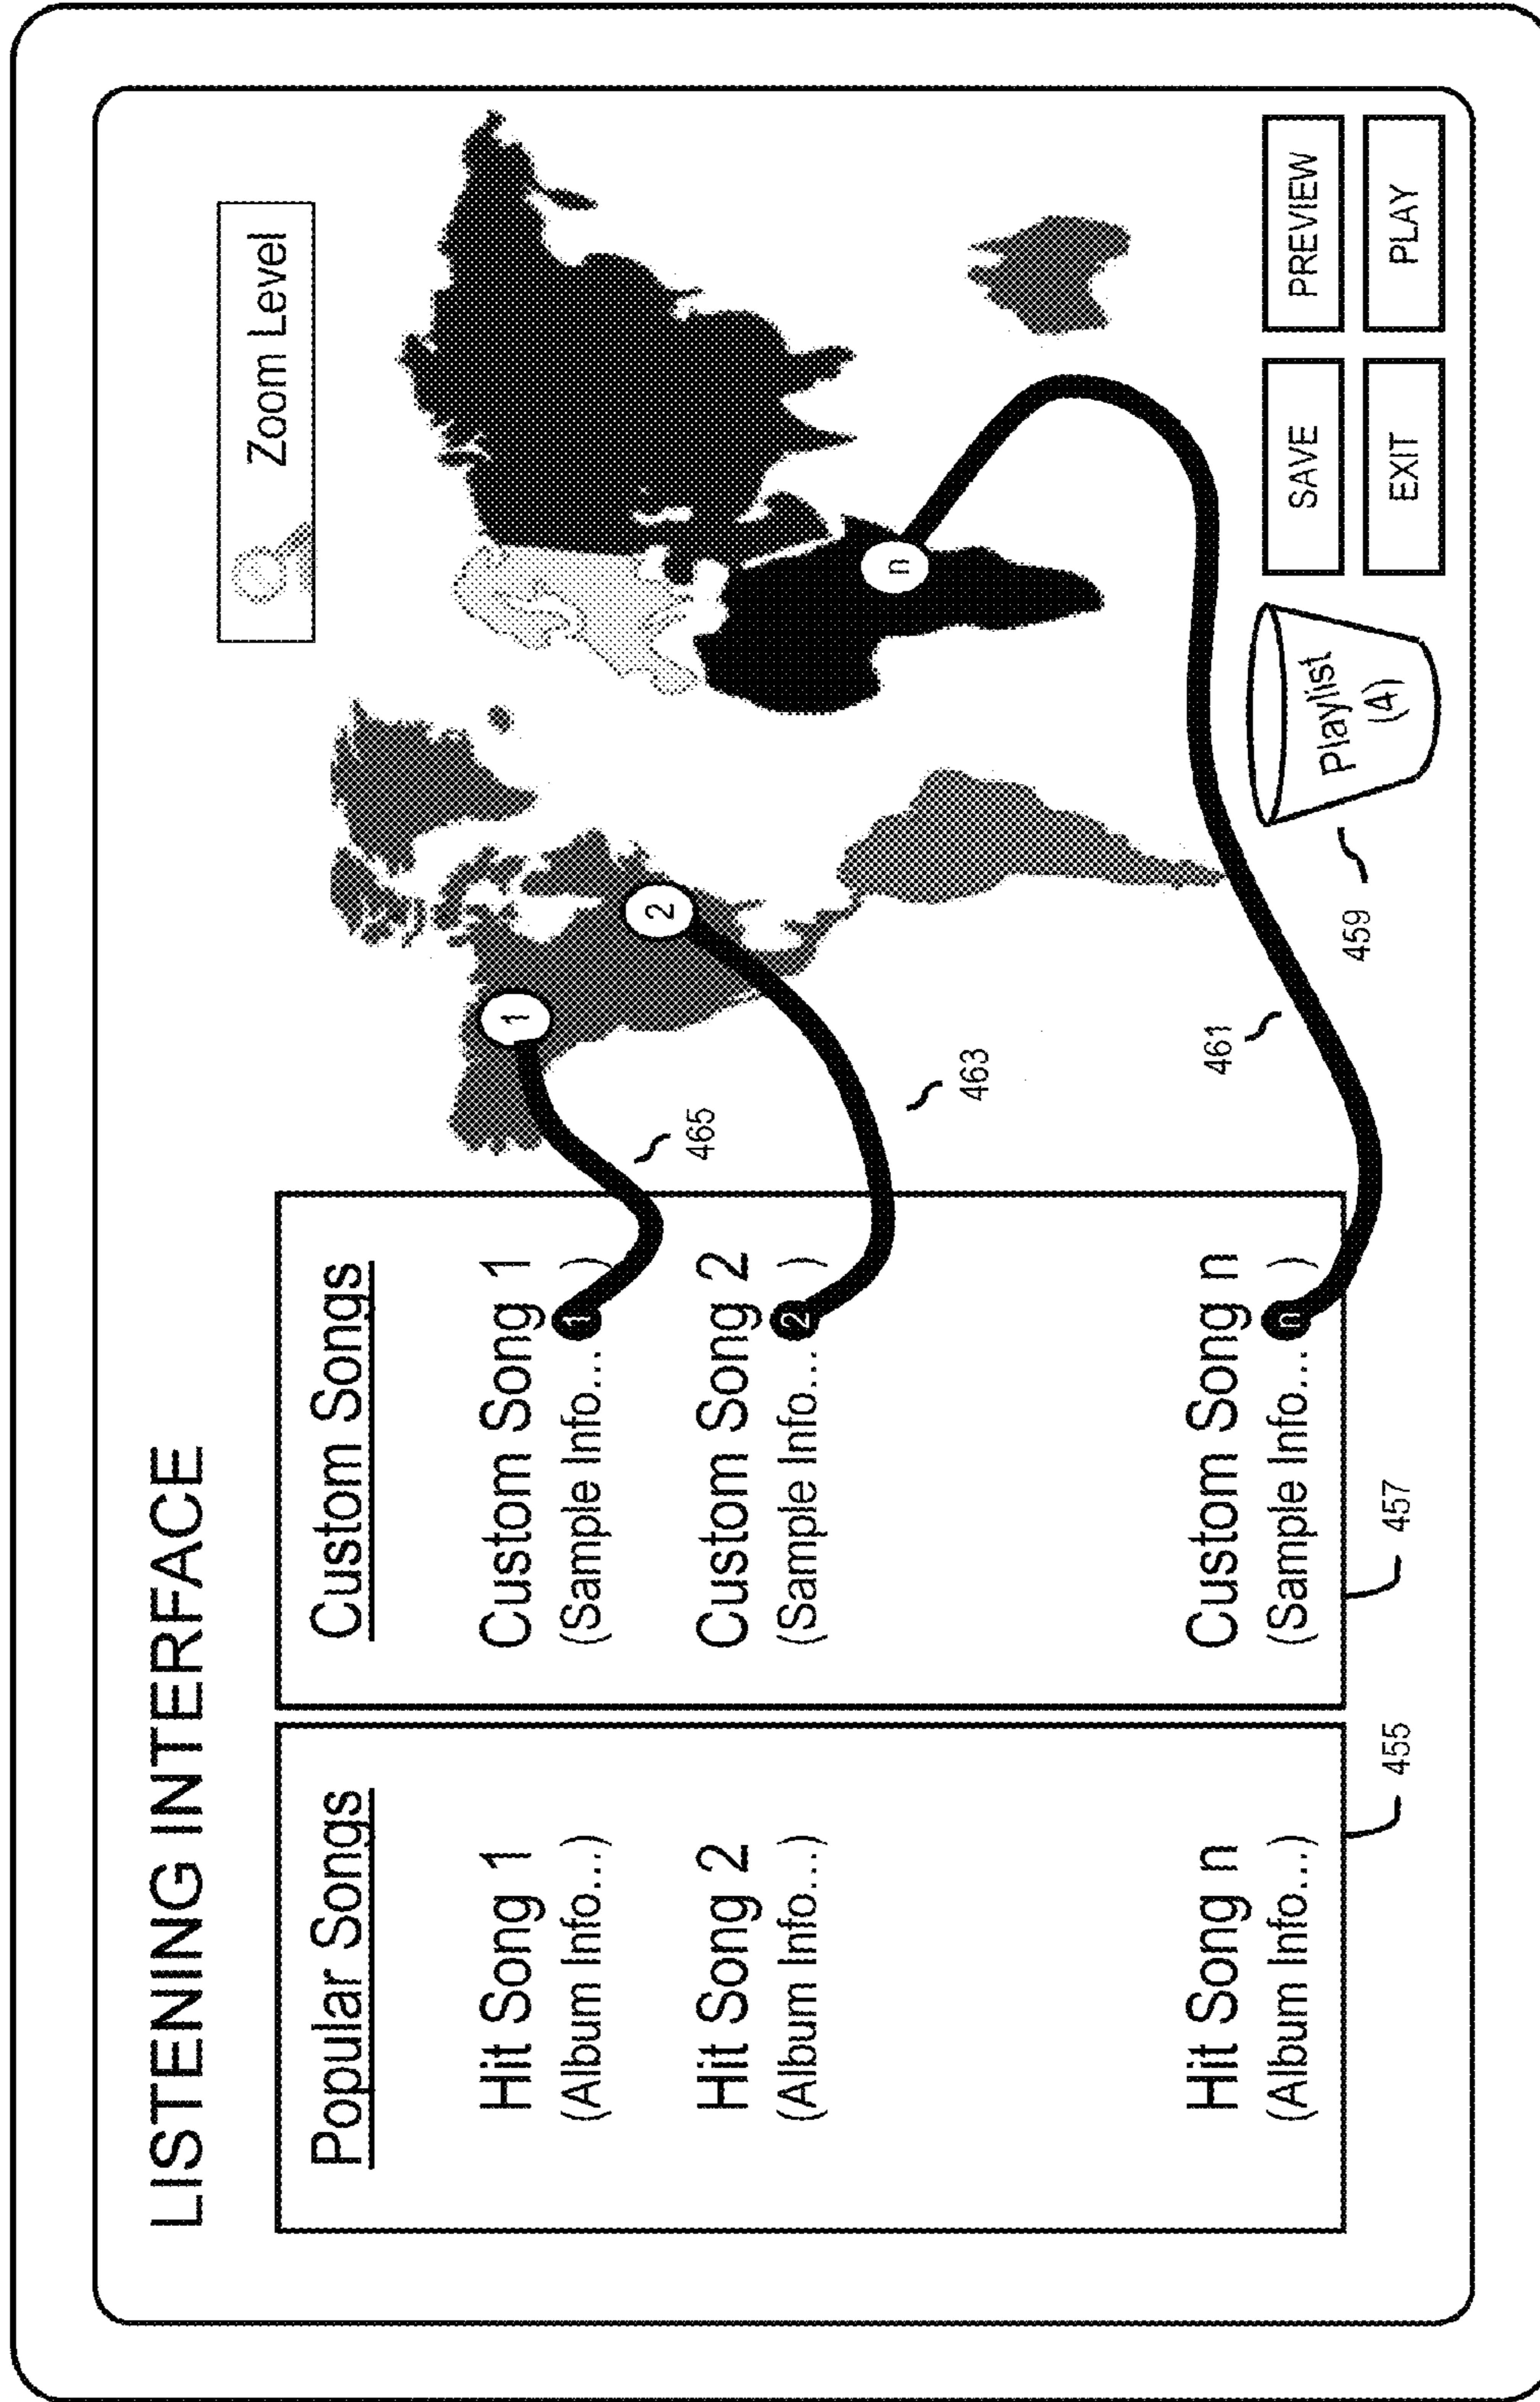 LISTENING INTERFACE
Zoom Level
Popular Songs
Hit Song 1
(Album Info...)
Hit Song 2
(Album Info...)
Hit Song n
(Album Info...)
455
Custom Songs
Custom Song 1
(Sample Info... 1 )
Custom Song 2
(Sample Info... 2 )
Custom Song n
(Sample Info... n )
457
1
2
n
465
463
461
459
Playlist
(4)
SAVE
PREVIEW
EXIT
PLAY